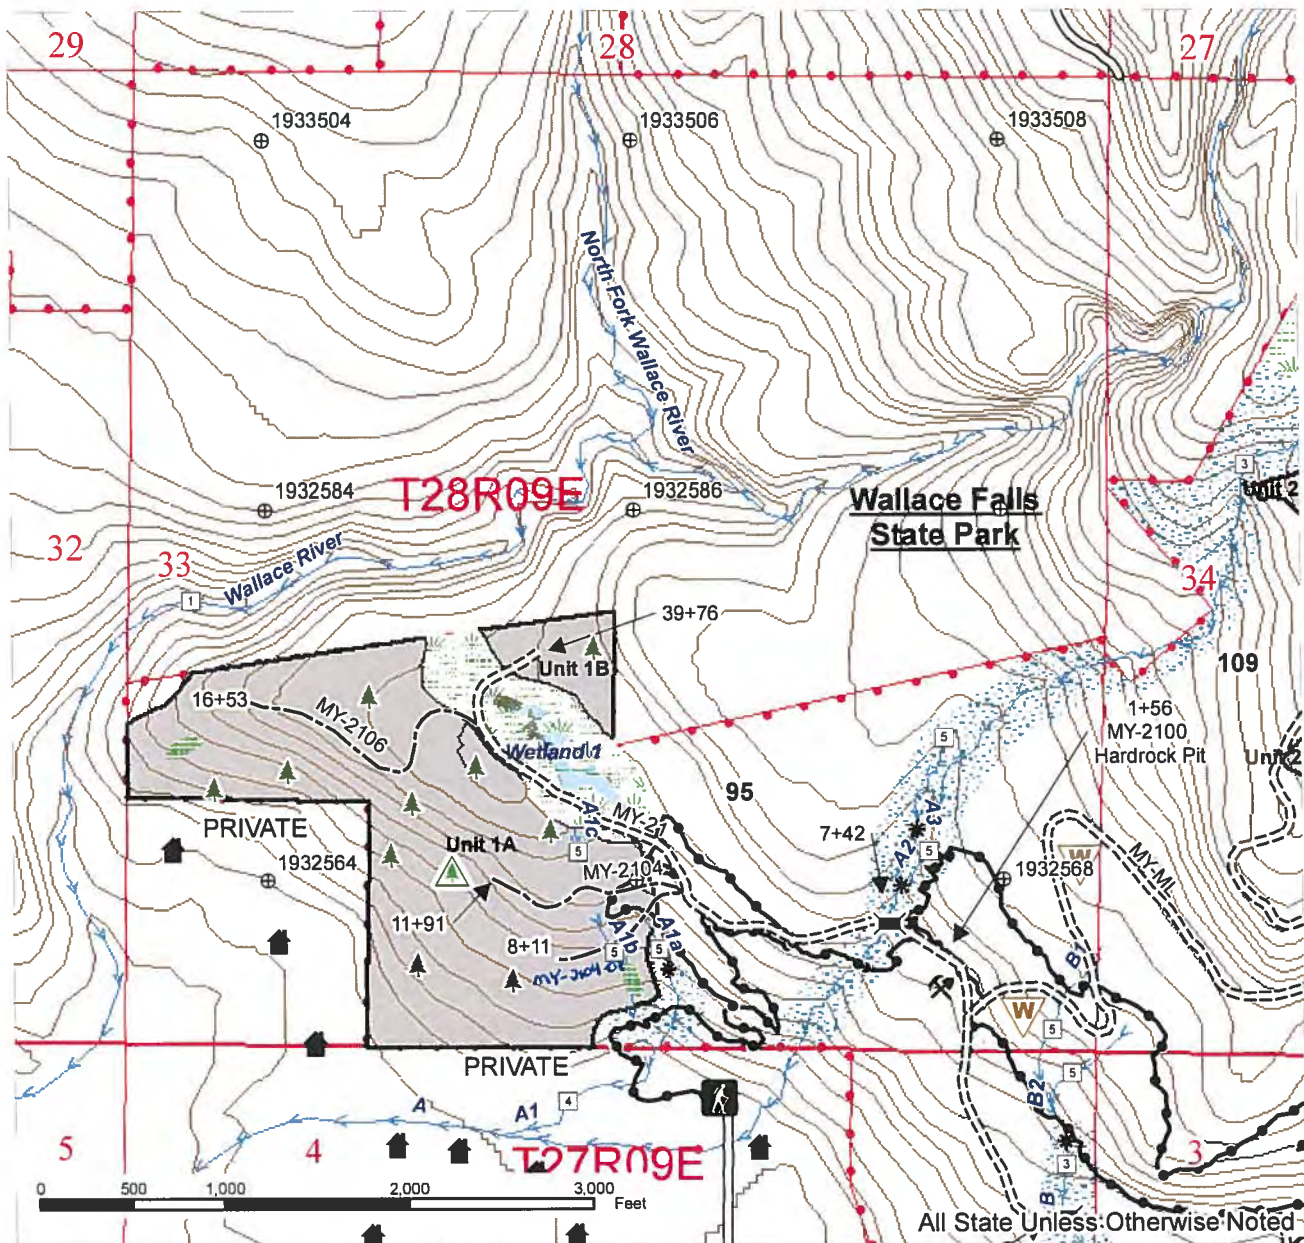 29
28
27
1933504
1933506
1933508
North Fork Wallace River
3
Unit 2
1932584
T28R09E
1932586
Wallace Falls
State Park
32
33
Wallace River
1
34
39+76
Unit 1B
109
16+53
MY-2106
1+56
MY-2100
Hardrock Pit
Wetland 1
5
Unit 2
95
A1c
MY-21
A3
PRIVATE
7+42
A2
5
W
MY-ML
1932564
Unit 1A
5
MY-2104
1932568
11+91
8+11
A1b
A1a
5
5
B
W
5
PRIVATE
5
B2
A
A1
4
5
4
T27R09E
3
3
B
0
500
1,000
2,000
3,000
Feet
All State Unless Otherwise Noted